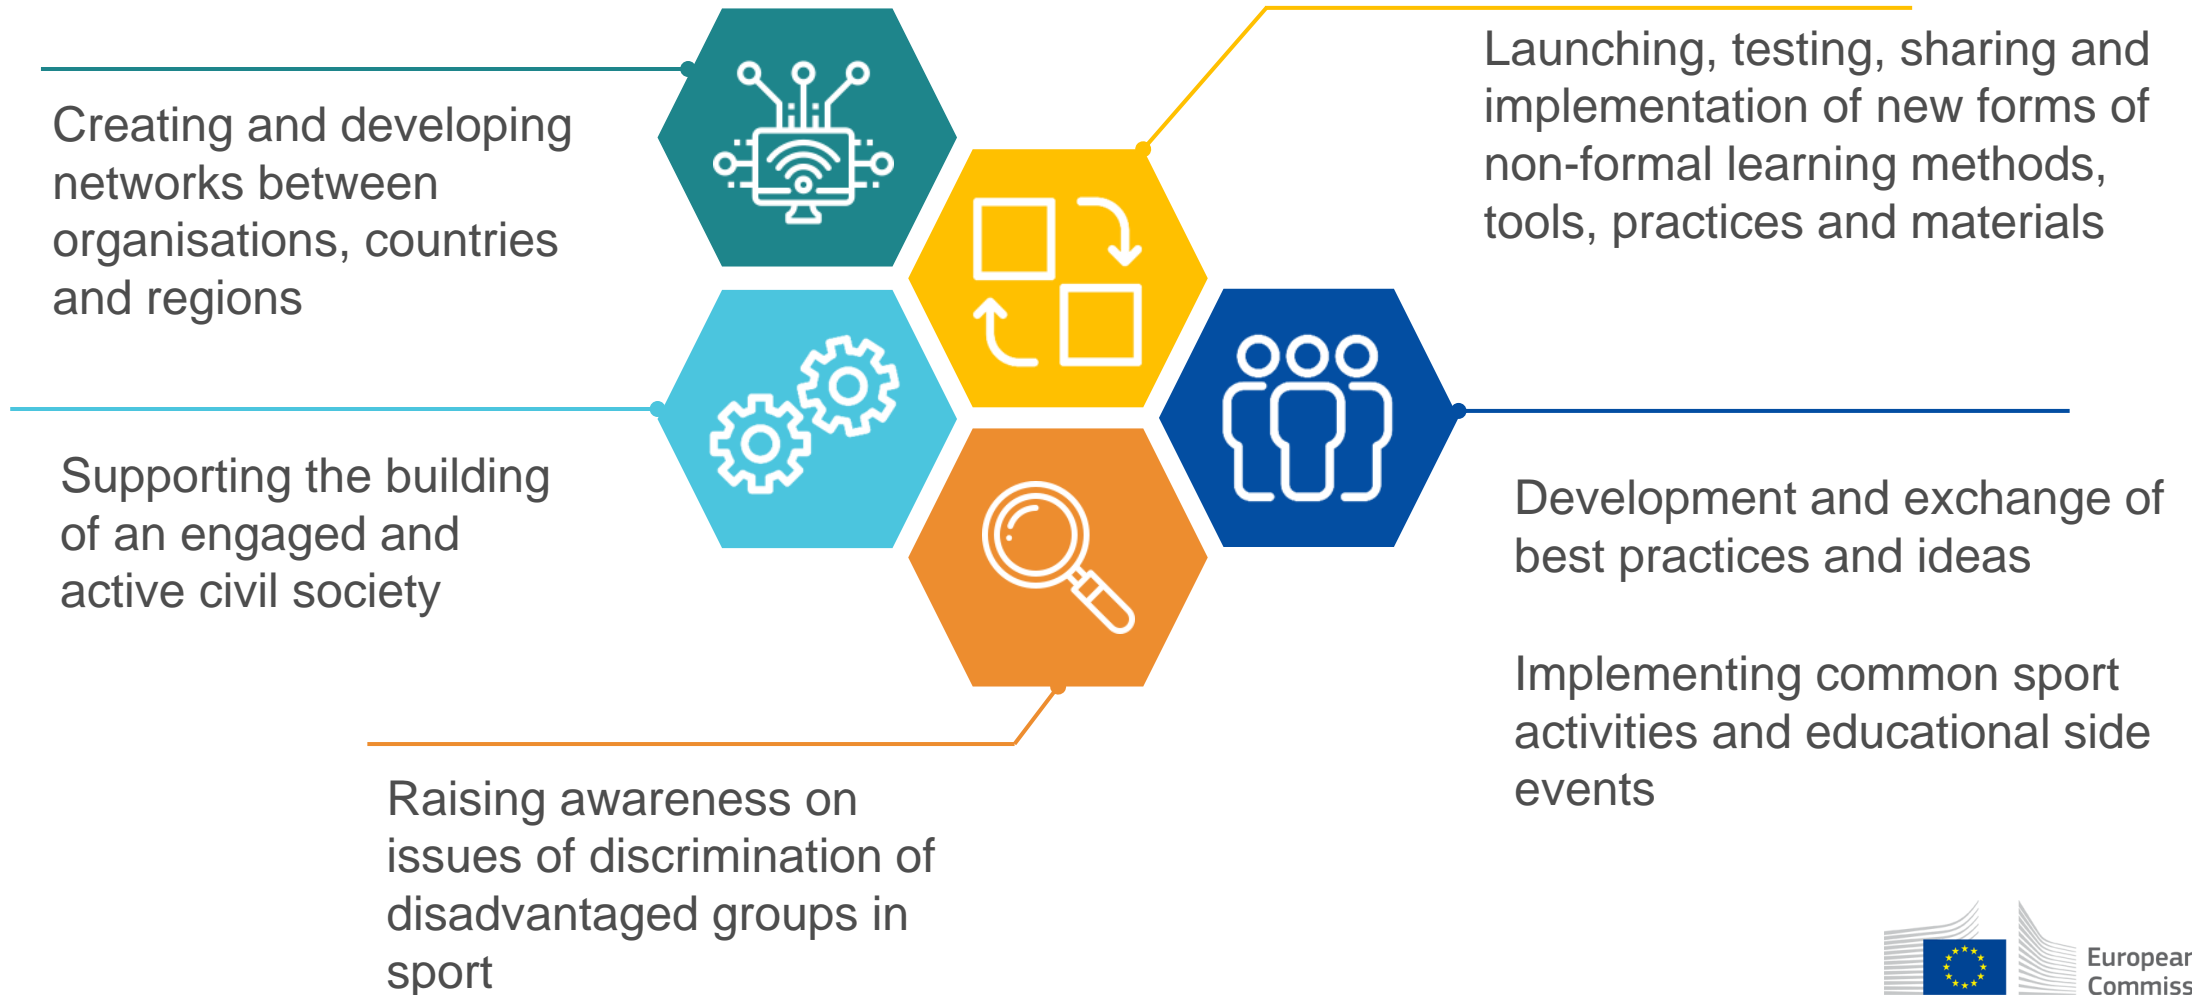 Creating and developing
networks between
organisations, countries
and regions
Launching, testing, sharing and
implementation of new forms of
non-formal learning methods,
tools, practices and materials
Supporting the building
of an engaged and
active civil society
Development and exchange of
best practices and ideas
Implementing common sport
activities and educational side
events
Raising awareness on
issues of discrimination of
disadvantaged groups in
sport
European
Commiss